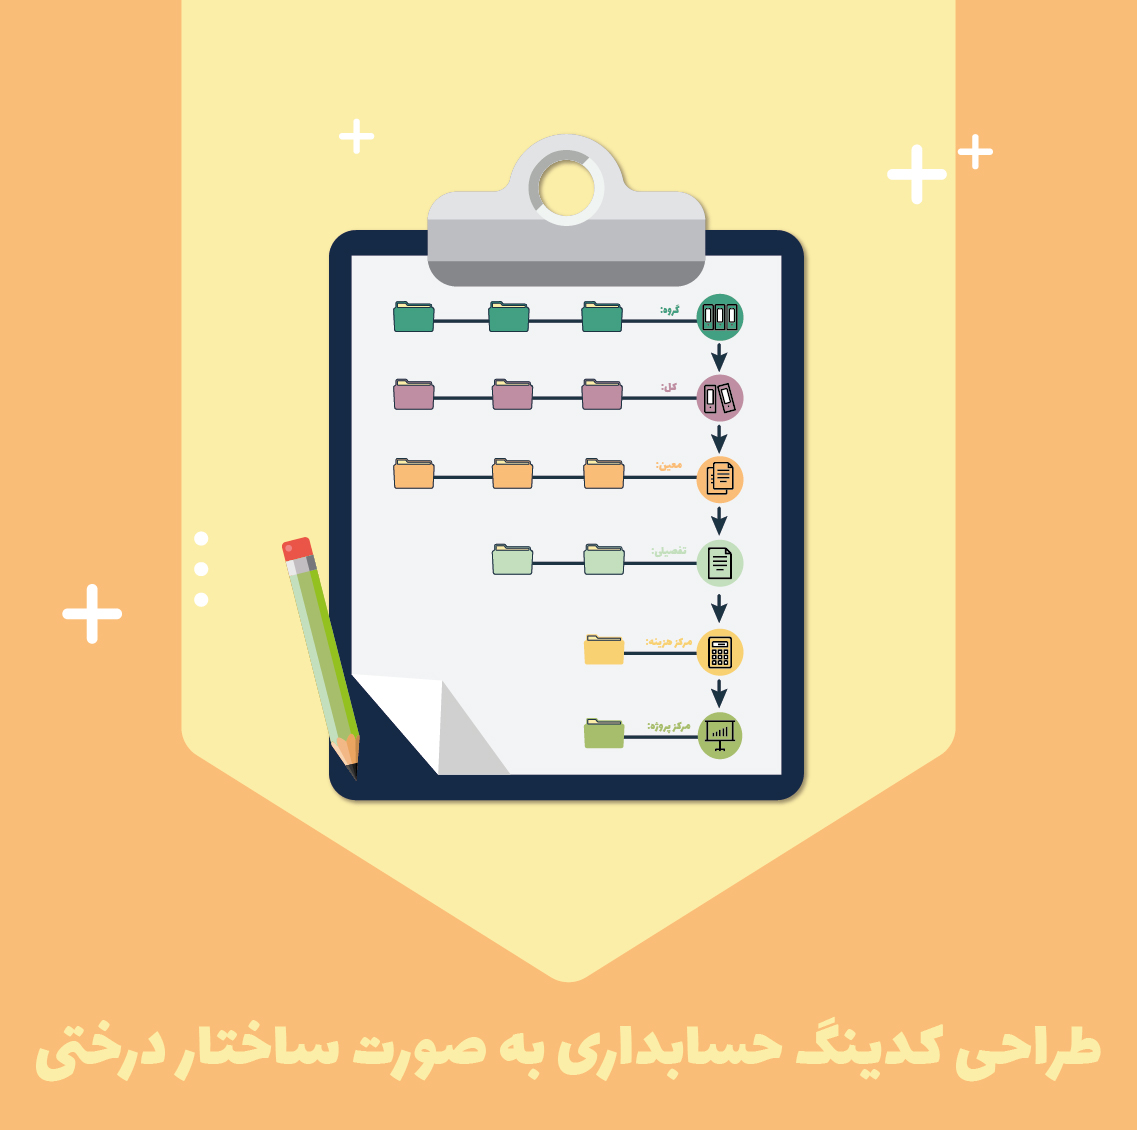 گروه:
کل:
معین:
تفصیلی:
مرکز هزینه:
مرکز پروژه:
طراحی کدینگ حسابداری به صورت ساختار درختی